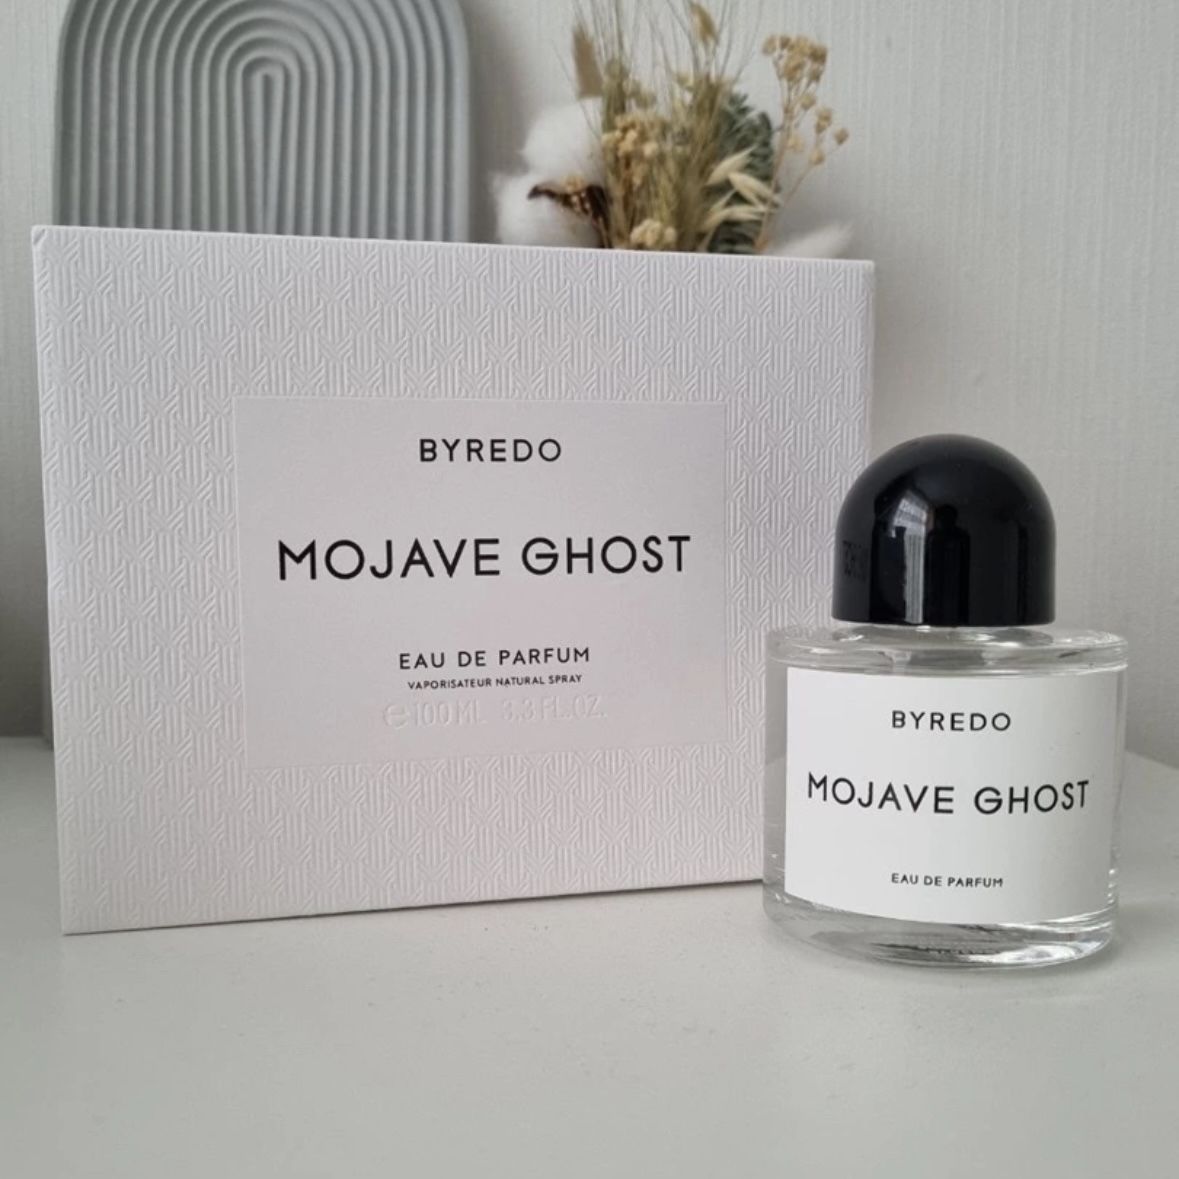 BYREDO
MOJAVE GHOST
EAU DE PARFUM
VAPORISATEUR NATURAL SPRAY
e100 ML 3.3 FL.OZ.
BYREDO
MOJAVE GHOST
EAU DE PARFUM